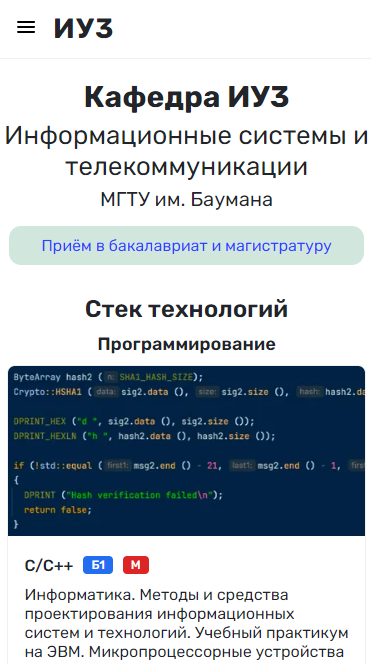 ИУ3
Кафедра ИУ3
Информационные системы и
телекоммуникации
МГТУ им. Баумана
Приём в бакалавриат и магистратуру
Стек технологий
Программирование
ByteArray hash2 ( n: SHA1_HASH_SIZE);
Crypto::HSHA1 ( data: sig2.data (), size: sig2.size (), hash: hash2.da
DPRINT_HEX ("d ", sig2.data (), sig2.size ());
DPRINT_HEXLN ("h ", hash2.data (), hash2.size ());
if (!std::equal ( first1: msg2.end () - 21, last1: msg2.end () - 1,
{
DPRINT ("Hash verification failed\n");
return false;
}
C/C++ Б1 М
Информатика. Методы и средства
проектирования информационных
систем и технологий. Учебный практикум
на ЭВМ. Микропроцессорные устройства